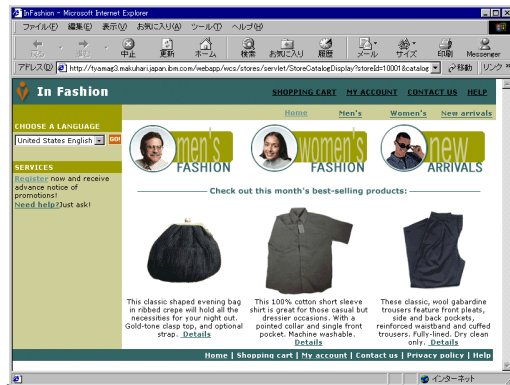 InFashion - Microsoft Internet Explorer
ファイル(F) 編集(E) 表示(V) お気に入り(A) ツール(T) ヘルプ(H)
戻る 進む 中止 更新 ホーム 検索 お気に入り 履歴 メール サイズ 印刷 Messenger
アドレス(D) http://tyamag3.makuhari.japan.ibm.com/webapp/wcs/stores/servlet/StoreCatalogDisplay?storeId=10001&catalog 移動 リンク »
In Fashion
SHOPPING CART MY ACCOUNT CONTACT US HELP
Home Men's Women's New arrivals
CHOOSE A LANGUAGE
United States English GO!
SERVICES
Register now and receive
advance notice of
promotions!
Need help?Just ask!
men's
FASHION
women's
FASHION
new
ARRIVALS
Check out this month's best-selling products:
This classic shaped evening bag
in ribbed crepe will hold all the
necessities for your night out.
Gold-tone clasp top, and optional
strap. Details
This 100% cotton short sleeve
shirt is great for those casual but
dressier occasions. With a
pointed collar and single front
pocket. Machine washable.
Details
These classic, wool gabardine
trousers feature front pleats,
side and back pockets,
reinforced waistband and cuffed
trousers. Fully-lined. Dry clean
only. Details
Home | Shopping cart | My account | Contact us | Privacy policy | Help
インターネット